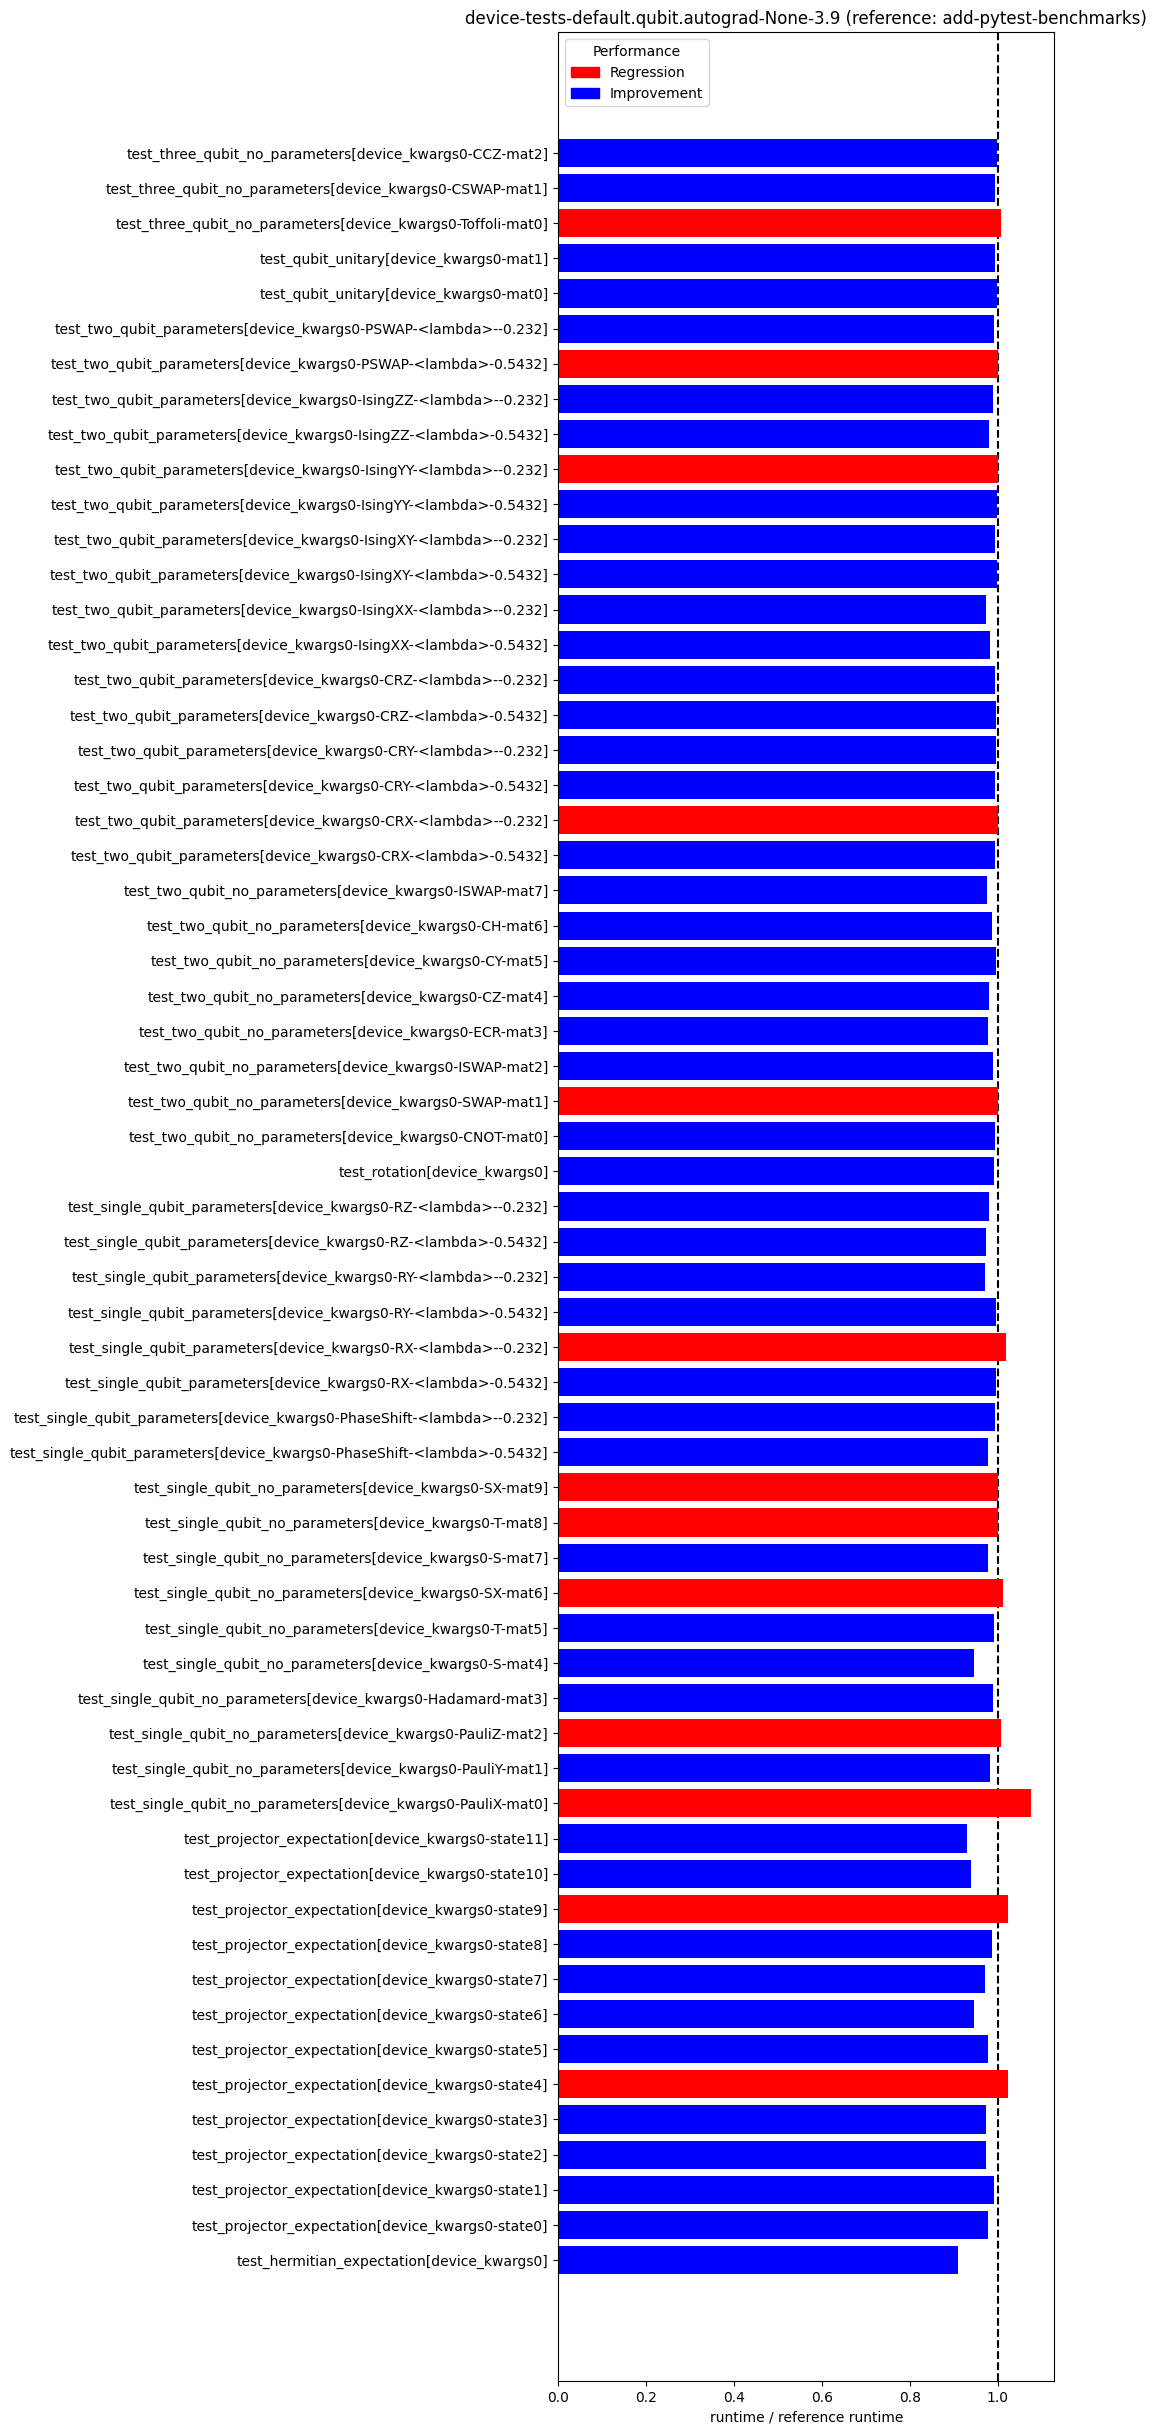 device-tests-default.qubit.autograd-None-3.9 (reference: add-pytest-benchmarks)
Performance
Regression
Improvement
test_three_qubit_no_parameters[device_kwargs0-CCZ-mat2]
test_three_qubit_no_parameters[device_kwargs0-CSWAP-mat1]
test_three_qubit_no_parameters[device_kwargs0-Toffoli-mat0]
test_qubit_unitary[device_kwargs0-mat1]
test_qubit_unitary[device_kwargs0-mat0]
test_two_qubit_parameters[device_kwargs0-PSWAP-<lambda>--0.232]
test_two_qubit_parameters[device_kwargs0-PSWAP-<lambda>-0.5432]
test_two_qubit_parameters[device_kwargs0-IsingZZ-<lambda>--0.232]
test_two_qubit_parameters[device_kwargs0-IsingZZ-<lambda>-0.5432]
test_two_qubit_parameters[device_kwargs0-IsingYY-<lambda>--0.232]
test_two_qubit_parameters[device_kwargs0-IsingYY-<lambda>-0.5432]
test_two_qubit_parameters[device_kwargs0-IsingXY-<lambda>--0.232]
test_two_qubit_parameters[device_kwargs0-IsingXY-<lambda>-0.5432]
test_two_qubit_parameters[device_kwargs0-IsingXX-<lambda>--0.232]
test_two_qubit_parameters[device_kwargs0-IsingXX-<lambda>-0.5432]
test_two_qubit_parameters[device_kwargs0-CRZ-<lambda>--0.232]
test_two_qubit_parameters[device_kwargs0-CRZ-<lambda>-0.5432]
test_two_qubit_parameters[device_kwargs0-CRY-<lambda>--0.232]
test_two_qubit_parameters[device_kwargs0-CRY-<lambda>-0.5432]
test_two_qubit_parameters[device_kwargs0-CRX-<lambda>--0.232]
test_two_qubit_parameters[device_kwargs0-CRX-<lambda>-0.5432]
test_two_qubit_no_parameters[device_kwargs0-ISWAP-mat7]
test_two_qubit_no_parameters[device_kwargs0-CH-mat6]
test_two_qubit_no_parameters[device_kwargs0-CY-mat5]
test_two_qubit_no_parameters[device_kwargs0-CZ-mat4]
test_two_qubit_no_parameters[device_kwargs0-ECR-mat3]
test_two_qubit_no_parameters[device_kwargs0-ISWAP-mat2]
test_two_qubit_no_parameters[device_kwargs0-SWAP-mat1]
test_two_qubit_no_parameters[device_kwargs0-CNOT-mat0]
test_rotation[device_kwargs0]
test_single_qubit_parameters[device_kwargs0-RZ-<lambda>--0.232]
test_single_qubit_parameters[device_kwargs0-RZ-<lambda>-0.5432]
test_single_qubit_parameters[device_kwargs0-RY-<lambda>--0.232]
test_single_qubit_parameters[device_kwargs0-RY-<lambda>-0.5432]
test_single_qubit_parameters[device_kwargs0-RX-<lambda>--0.232]
test_single_qubit_parameters[device_kwargs0-RX-<lambda>-0.5432]
test_single_qubit_parameters[device_kwargs0-PhaseShift-<lambda>--0.232]
test_single_qubit_parameters[device_kwargs0-PhaseShift-<lambda>-0.5432]
test_single_qubit_no_parameters[device_kwargs0-SX-mat9]
test_single_qubit_no_parameters[device_kwargs0-T-mat8]
test_single_qubit_no_parameters[device_kwargs0-S-mat7]
test_single_qubit_no_parameters[device_kwargs0-SX-mat6]
test_single_qubit_no_parameters[device_kwargs0-T-mat5]
test_single_qubit_no_parameters[device_kwargs0-S-mat4]
test_single_qubit_no_parameters[device_kwargs0-Hadamard-mat3]
test_single_qubit_no_parameters[device_kwargs0-PauliZ-mat2]
test_single_qubit_no_parameters[device_kwargs0-PauliY-mat1]
test_single_qubit_no_parameters[device_kwargs0-PauliX-mat0]
test_projector_expectation[device_kwargs0-state11]
test_projector_expectation[device_kwargs0-state10]
test_projector_expectation[device_kwargs0-state9]
test_projector_expectation[device_kwargs0-state8]
test_projector_expectation[device_kwargs0-state7]
test_projector_expectation[device_kwargs0-state6]
test_projector_expectation[device_kwargs0-state5]
test_projector_expectation[device_kwargs0-state4]
test_projector_expectation[device_kwargs0-state3]
test_projector_expectation[device_kwargs0-state2]
test_projector_expectation[device_kwargs0-state1]
test_projector_expectation[device_kwargs0-state0]
test_hermitian_expectation[device_kwargs0]
0.0 0.2 0.4 0.6 0.8 1.0
runtime / reference runtime